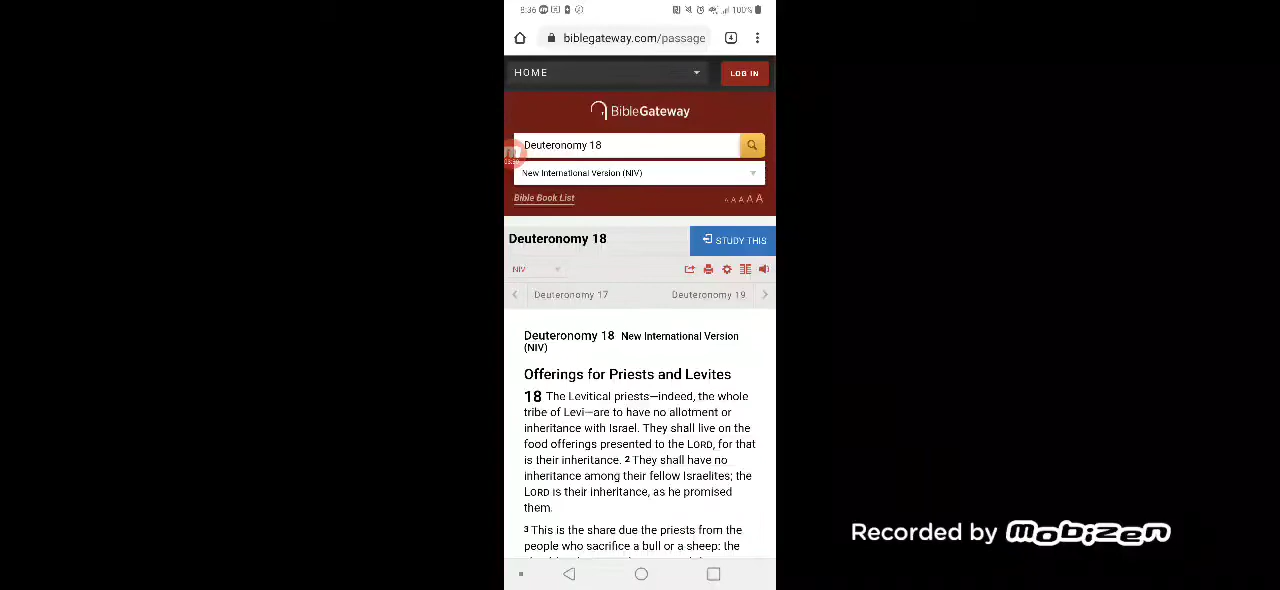 8:36
100%
biblegateway.com/passage
4
HOME
LOG IN
BibleGateway
Deuteronomy 18
New International Version (NIV)
Bible Book List
A A A A A
Deuteronomy 18
STUDY THIS
NIV
Deuteronomy 17
Deuteronomy 19
Deuteronomy 18 New International Version
(NIV)
Offerings for Priests and Levites
18 The Levitical priests—indeed, the whole
tribe of Levi—are to have no allotment or
inheritance with Israel. They shall live on the
food offerings presented to the LORD, for that
is their inheritance. 2 They shall have no
inheritance among their fellow Israelites; the
LORD is their inheritance, as he promised
them.
3 This is the share due the priests from the
people who sacrifice a bull or a sheep: the
Recorded by mobizen